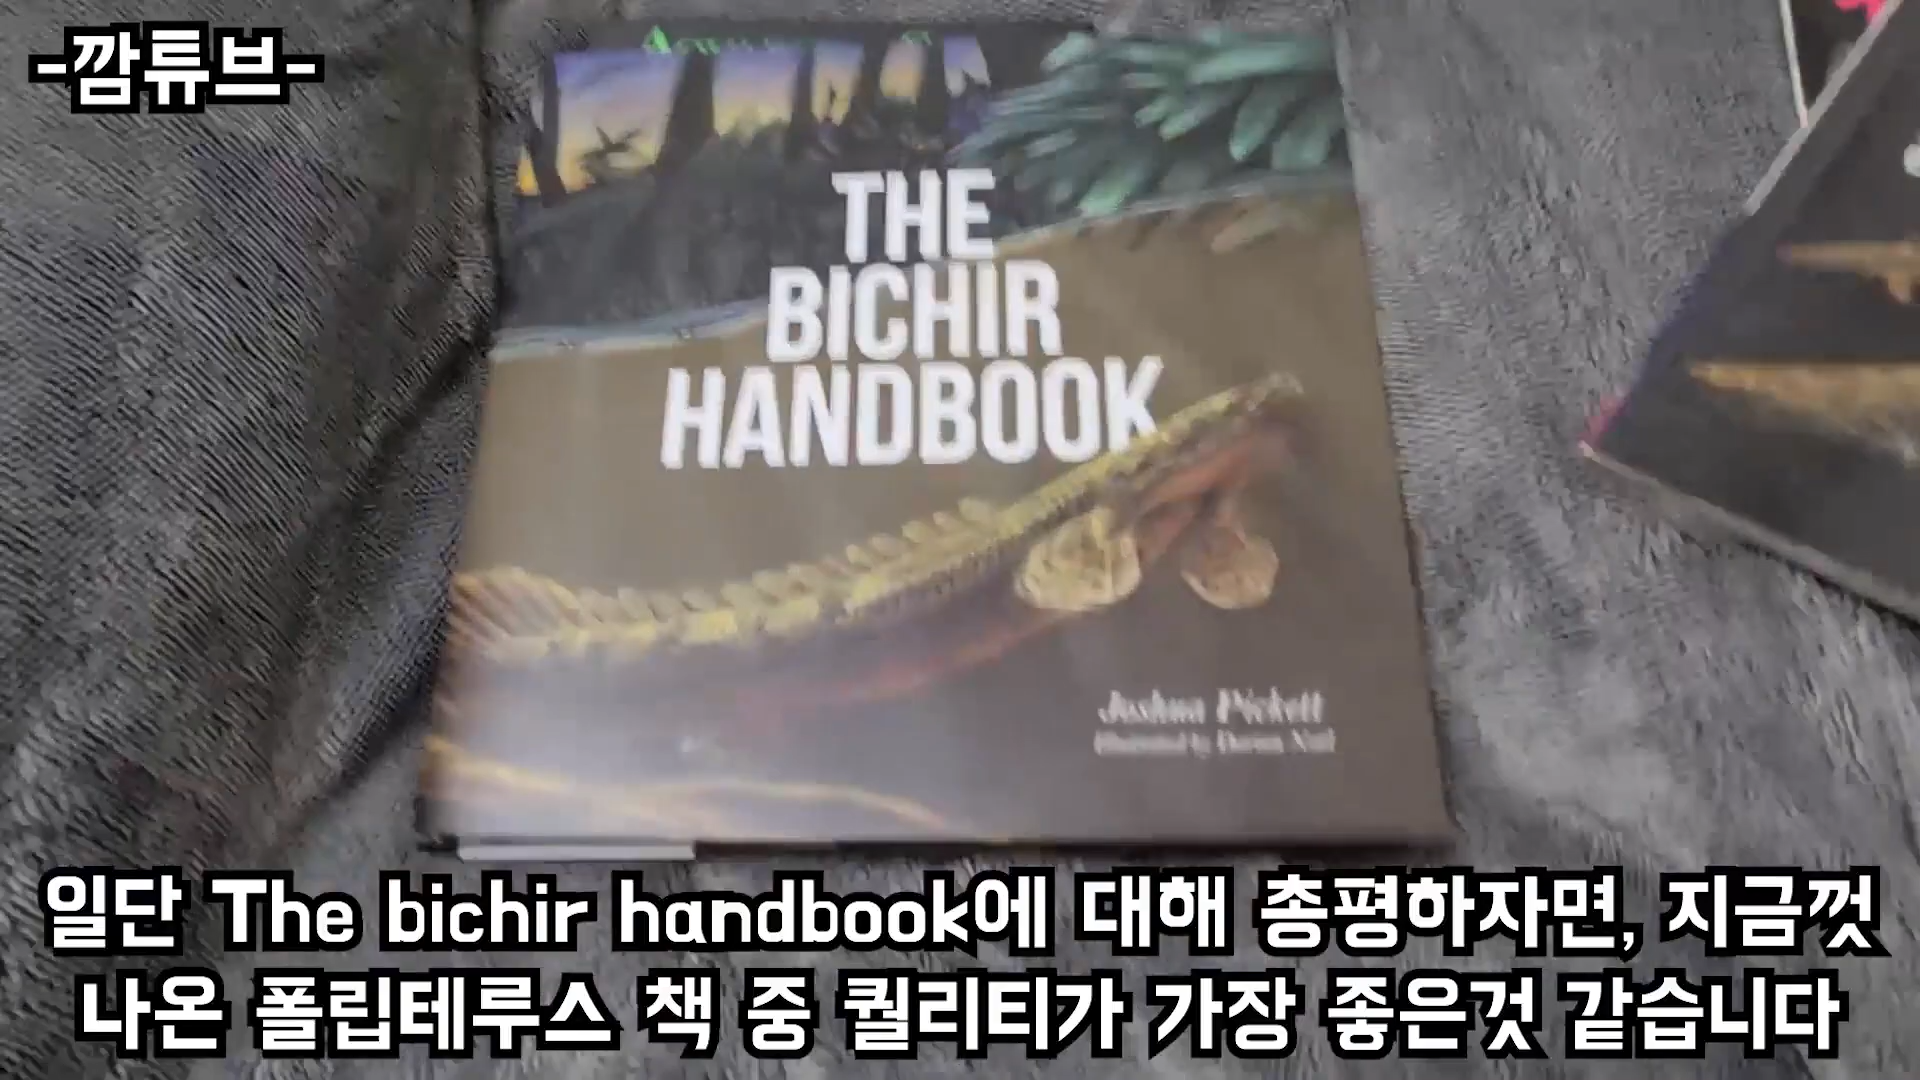 -깜튜브-
THE
BICHIR
HANDBOOK
Joshua Pickett
Illustrated by
일단 The bichir handbook에 대해 총평하자면, 지금껏
나온 폴립테루스 책 중 퀄리티가 가장 좋은것 같습니다